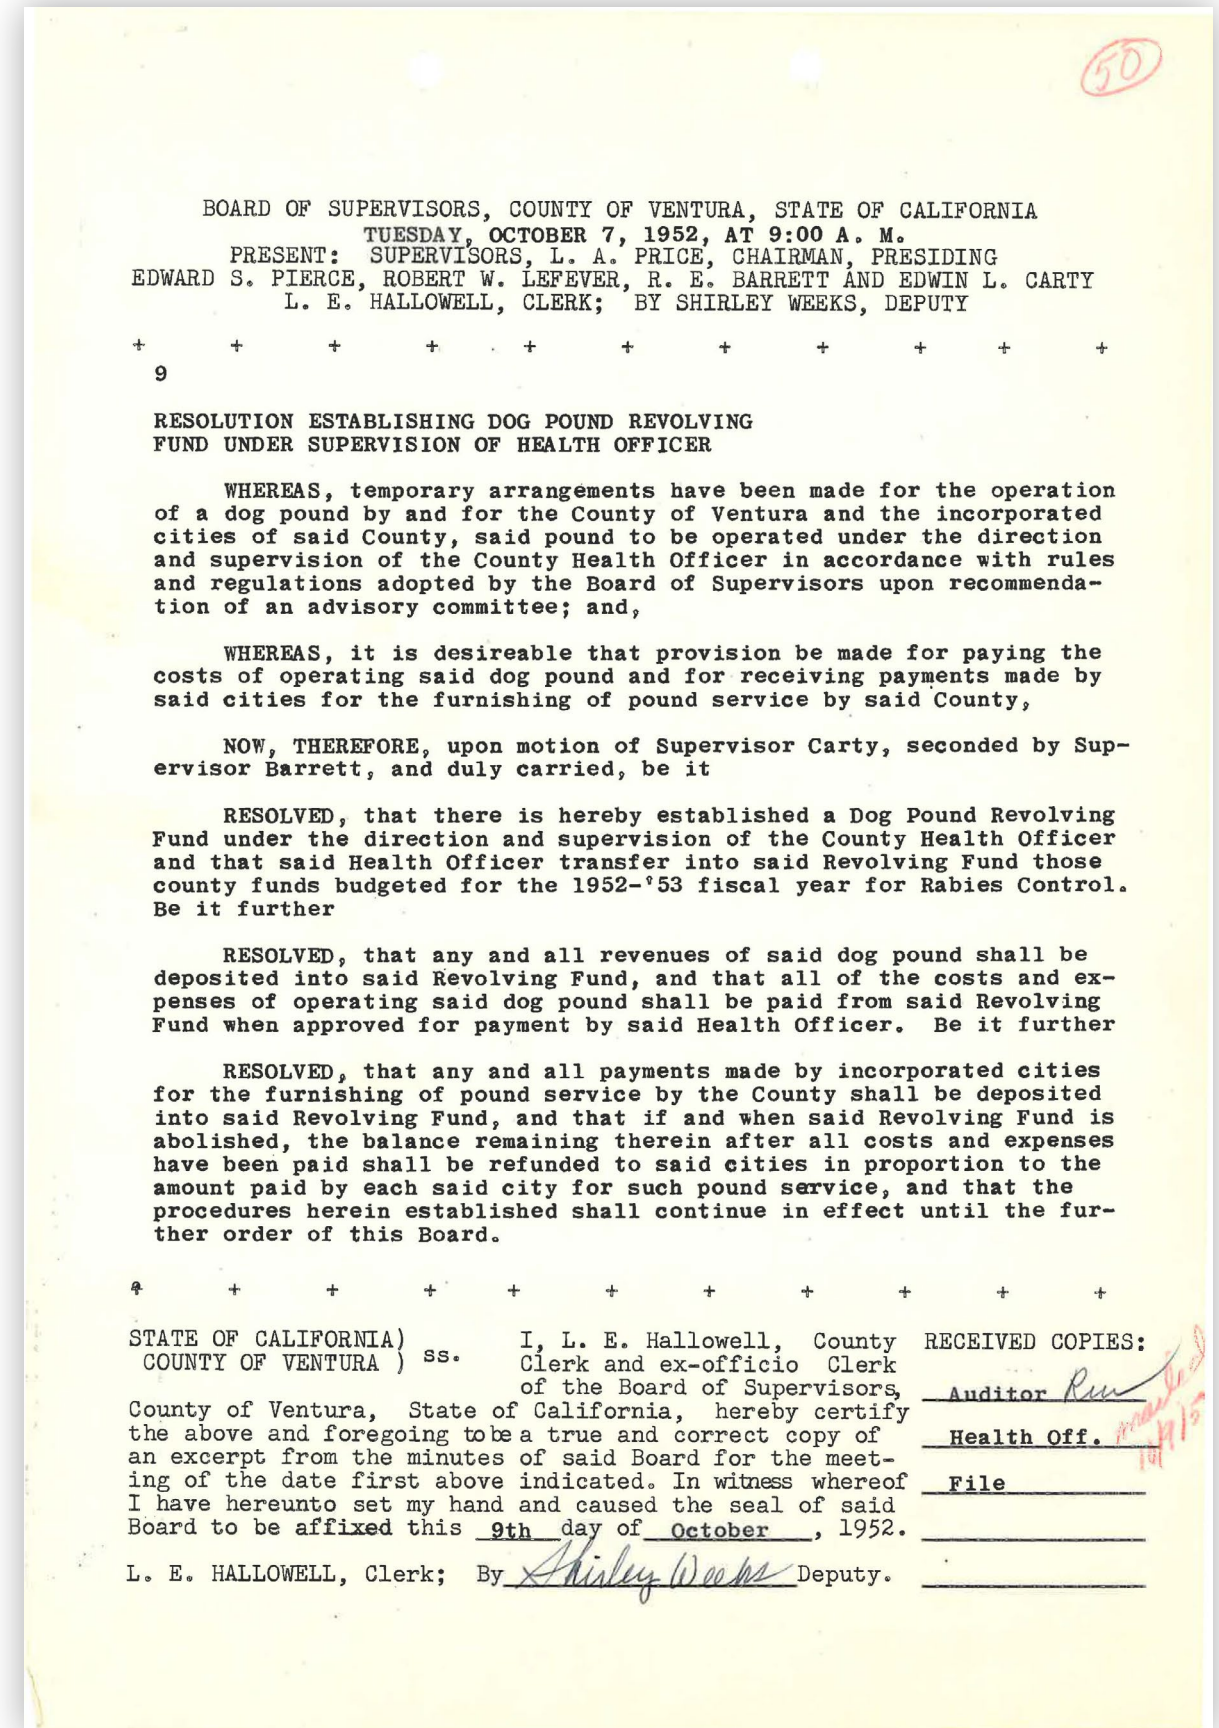 50
BOARD OF SUPERVISORS, COUNTY OF VENTURA, STATE OF CALIFORNIA
TUESDAY, OCTOBER 7, 1952, AT 9:00 A. M.
PRESENT: SUPERVISORS, L. A. PRICE, CHAIRMAN, PRESIDING
EDWARD S. PIERCE, ROBERT W. LEFEVER, R. E. BARRETT AND EDWIN L. CARTY
L. E. HALLOWELL, CLERK; BY SHIRLEY WEEKS, DEPUTY
+ + + + + + + + + + +
9
RESOLUTION ESTABLISHING DOG POUND REVOLVING
FUND UNDER SUPERVISION OF HEALTH OFFICER
WHEREAS, temporary arrangements have been made for the operation
of a dog pound by and for the County of Ventura and the incorporated
cities of said County, said pound to be operated under the direction
and supervision of the County Health Officer in accordance with rules
and regulations adopted by the Board of Supervisors upon recommenda-
tion of an advisory committee; and,
WHEREAS, it is desireable that provision be made for paying the
costs of operating said dog pound and for receiving payments made by
said cities for the furnishing of pound service by said County,
NOW, THEREFORE, upon motion of Supervisor Carty, seconded by Sup-
ervisor Barrett, and duly carried, be it
RESOLVED, that there is hereby established a Dog Pound Revolving
Fund under the direction and supervision of the County Health Officer
and that said Health Officer transfer into said Revolving Fund those
county funds budgeted for the 1952-'53 fiscal year for Rabies Control.
Be it further
RESOLVED, that any and all revenues of said dog pound shall be
deposited into said Revolving Fund, and that all of the costs and ex-
penses of operating said dog pound shall be paid from said Revolving
Fund when approved for payment by said Health Officer. Be it further
RESOLVED, that any and all payments made by incorporated cities
for the furnishing of pound service by the County shall be deposited
into said Revolving Fund, and that if and when said Revolving Fund is
abolished, the balance remaining therein after all costs and expenses
have been paid shall be refunded to said cities in proportion to the
amount paid by each said city for such pound service, and that the
procedures herein established shall continue in effect until the fur-
ther order of this Board.
+ + + + + + + + + + +
STATE OF CALIFORNIA)
COUNTY OF VENTURA ) ss.
I, L. E. Hallowell, County
Clerk and ex-officio Clerk
of the Board of Supervisors,
County of Ventura, State of California, hereby certify
the above and foregoing to be a true and correct copy of
an excerpt from the minutes of said Board for the meet-
ing of the date first above indicated. In witness whereof
I have hereunto set my hand and caused the seal of said
Board to be affixed this 9th day of October, 1952.
L. E. HALLOWELL, Clerk; By Shirley Weeks Deputy.
RECEIVED COPIES:
Auditor
Health Off.
File
mailed